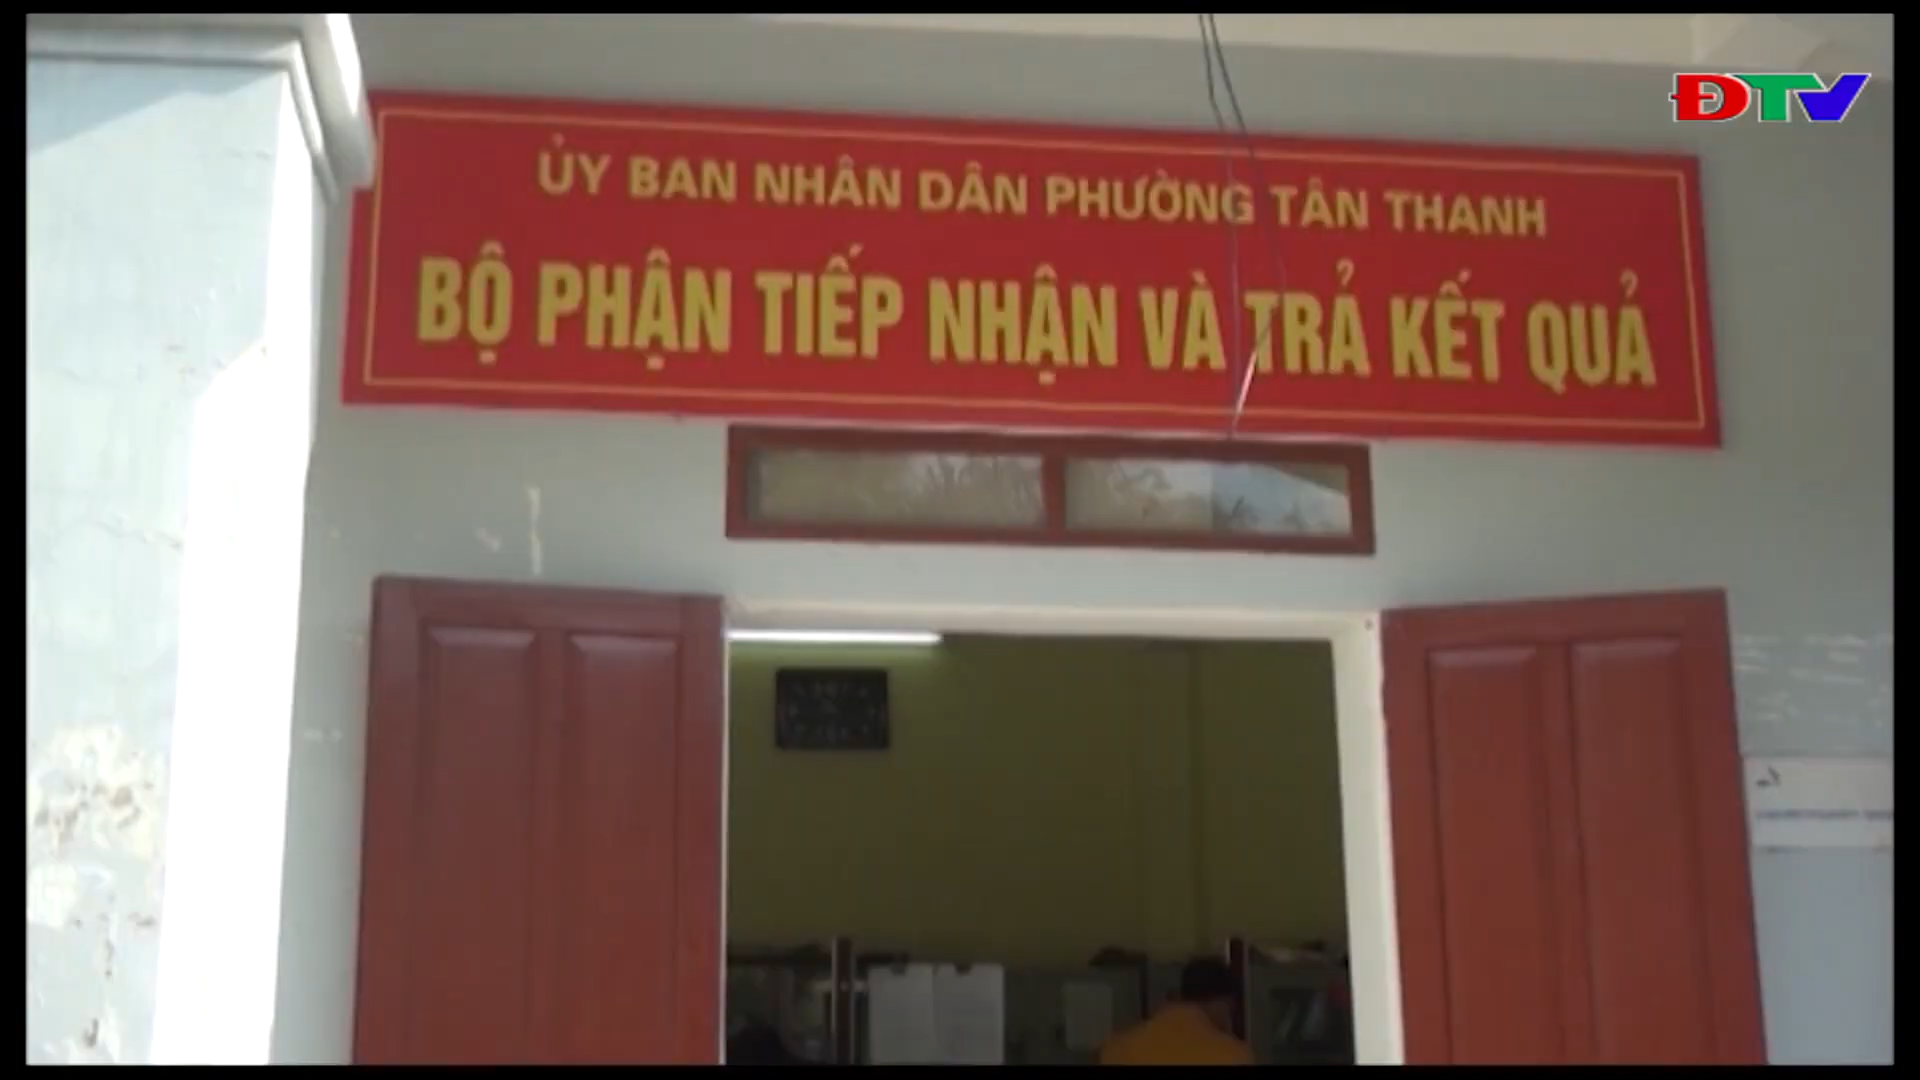 ĐTV
ỦY BAN NHÂN DÂN PHƯỜNG TÂN THANH
BỘ PHẬN TIẾP NHẬN VÀ TRẢ KẾT QUẢ